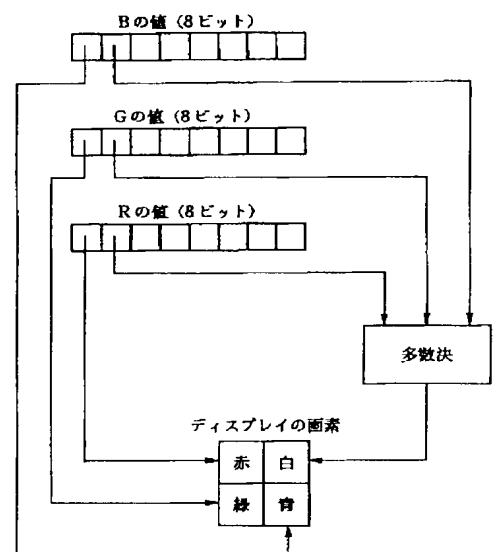 Bの値（8ビット）
Gの値（8ビット）
Rの値（8ビット）
多数決
ディスプレイの画素
赤 白
緑 青